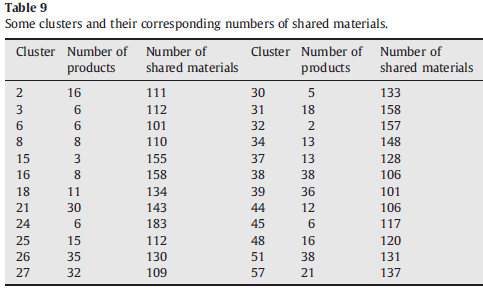 Table 9
Some clusters and their corresponding numbers of shared materials.
Cluster Number of products Number of shared materials Cluster Number of products Number of shared materials
2 16 111 30 5 133
3 6 112 31 18 158
6 6 101 32 2 157
8 8 110 34 13 148
15 3 155 37 13 128
16 8 158 38 38 106
18 11 134 39 36 101
21 30 143 44 12 106
24 6 183 45 6 117
25 15 112 48 16 120
26 35 130 51 38 131
27 32 109 57 21 137